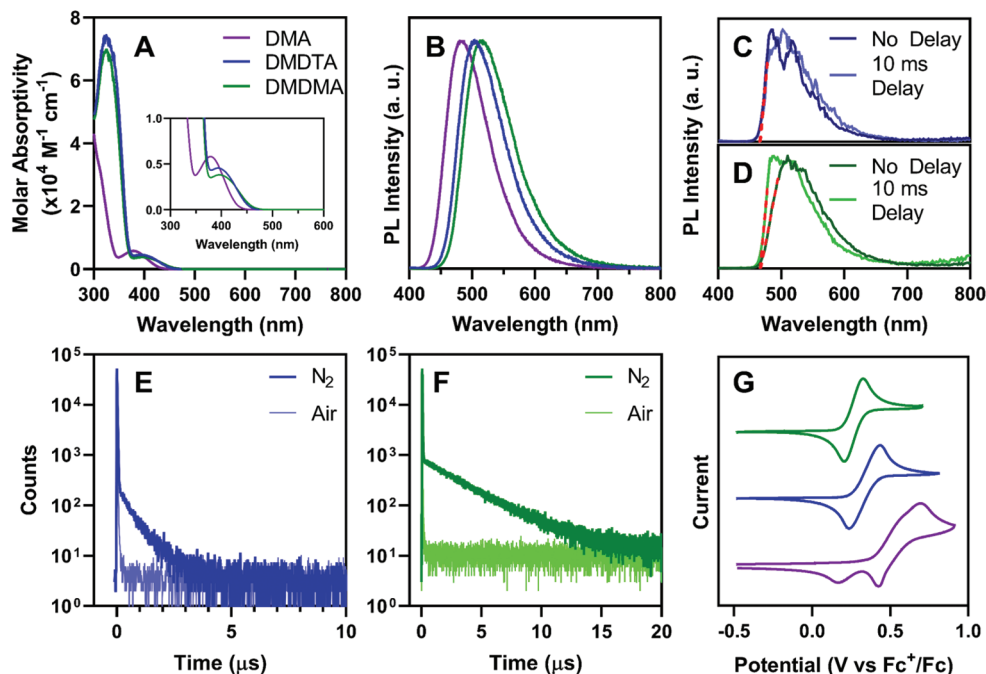 A
DMA
DMDTA
DMDMA
8
6
4
2
0
Molar Absorptivity
(x10⁴ M⁻¹ cm⁻¹)
1.0
0.5
0.0
300 400 500 600
Wavelength (nm)
300 400 500 600 700 800
Wavelength (nm)
B
PL Intensity (a. u.)
400 500 600 700 800
Wavelength (nm)
C
No Delay
10 ms
Delay
D
No Delay
10 ms
Delay
PL Intensity (a. u.)
400 500 600 700 800
Wavelength (nm)
E
N₂
Air
10⁵
10⁴
10³
10²
10¹
10⁰
Counts
0 5 10
Time (μs)
F
N₂
Air
10⁵
10⁴
10³
10²
10¹
10⁰
0 5 10 15 20
Time (μs)
G
Current
-0.5 0.0 0.5 1.0
Potential (V vs Fc⁺/Fc)